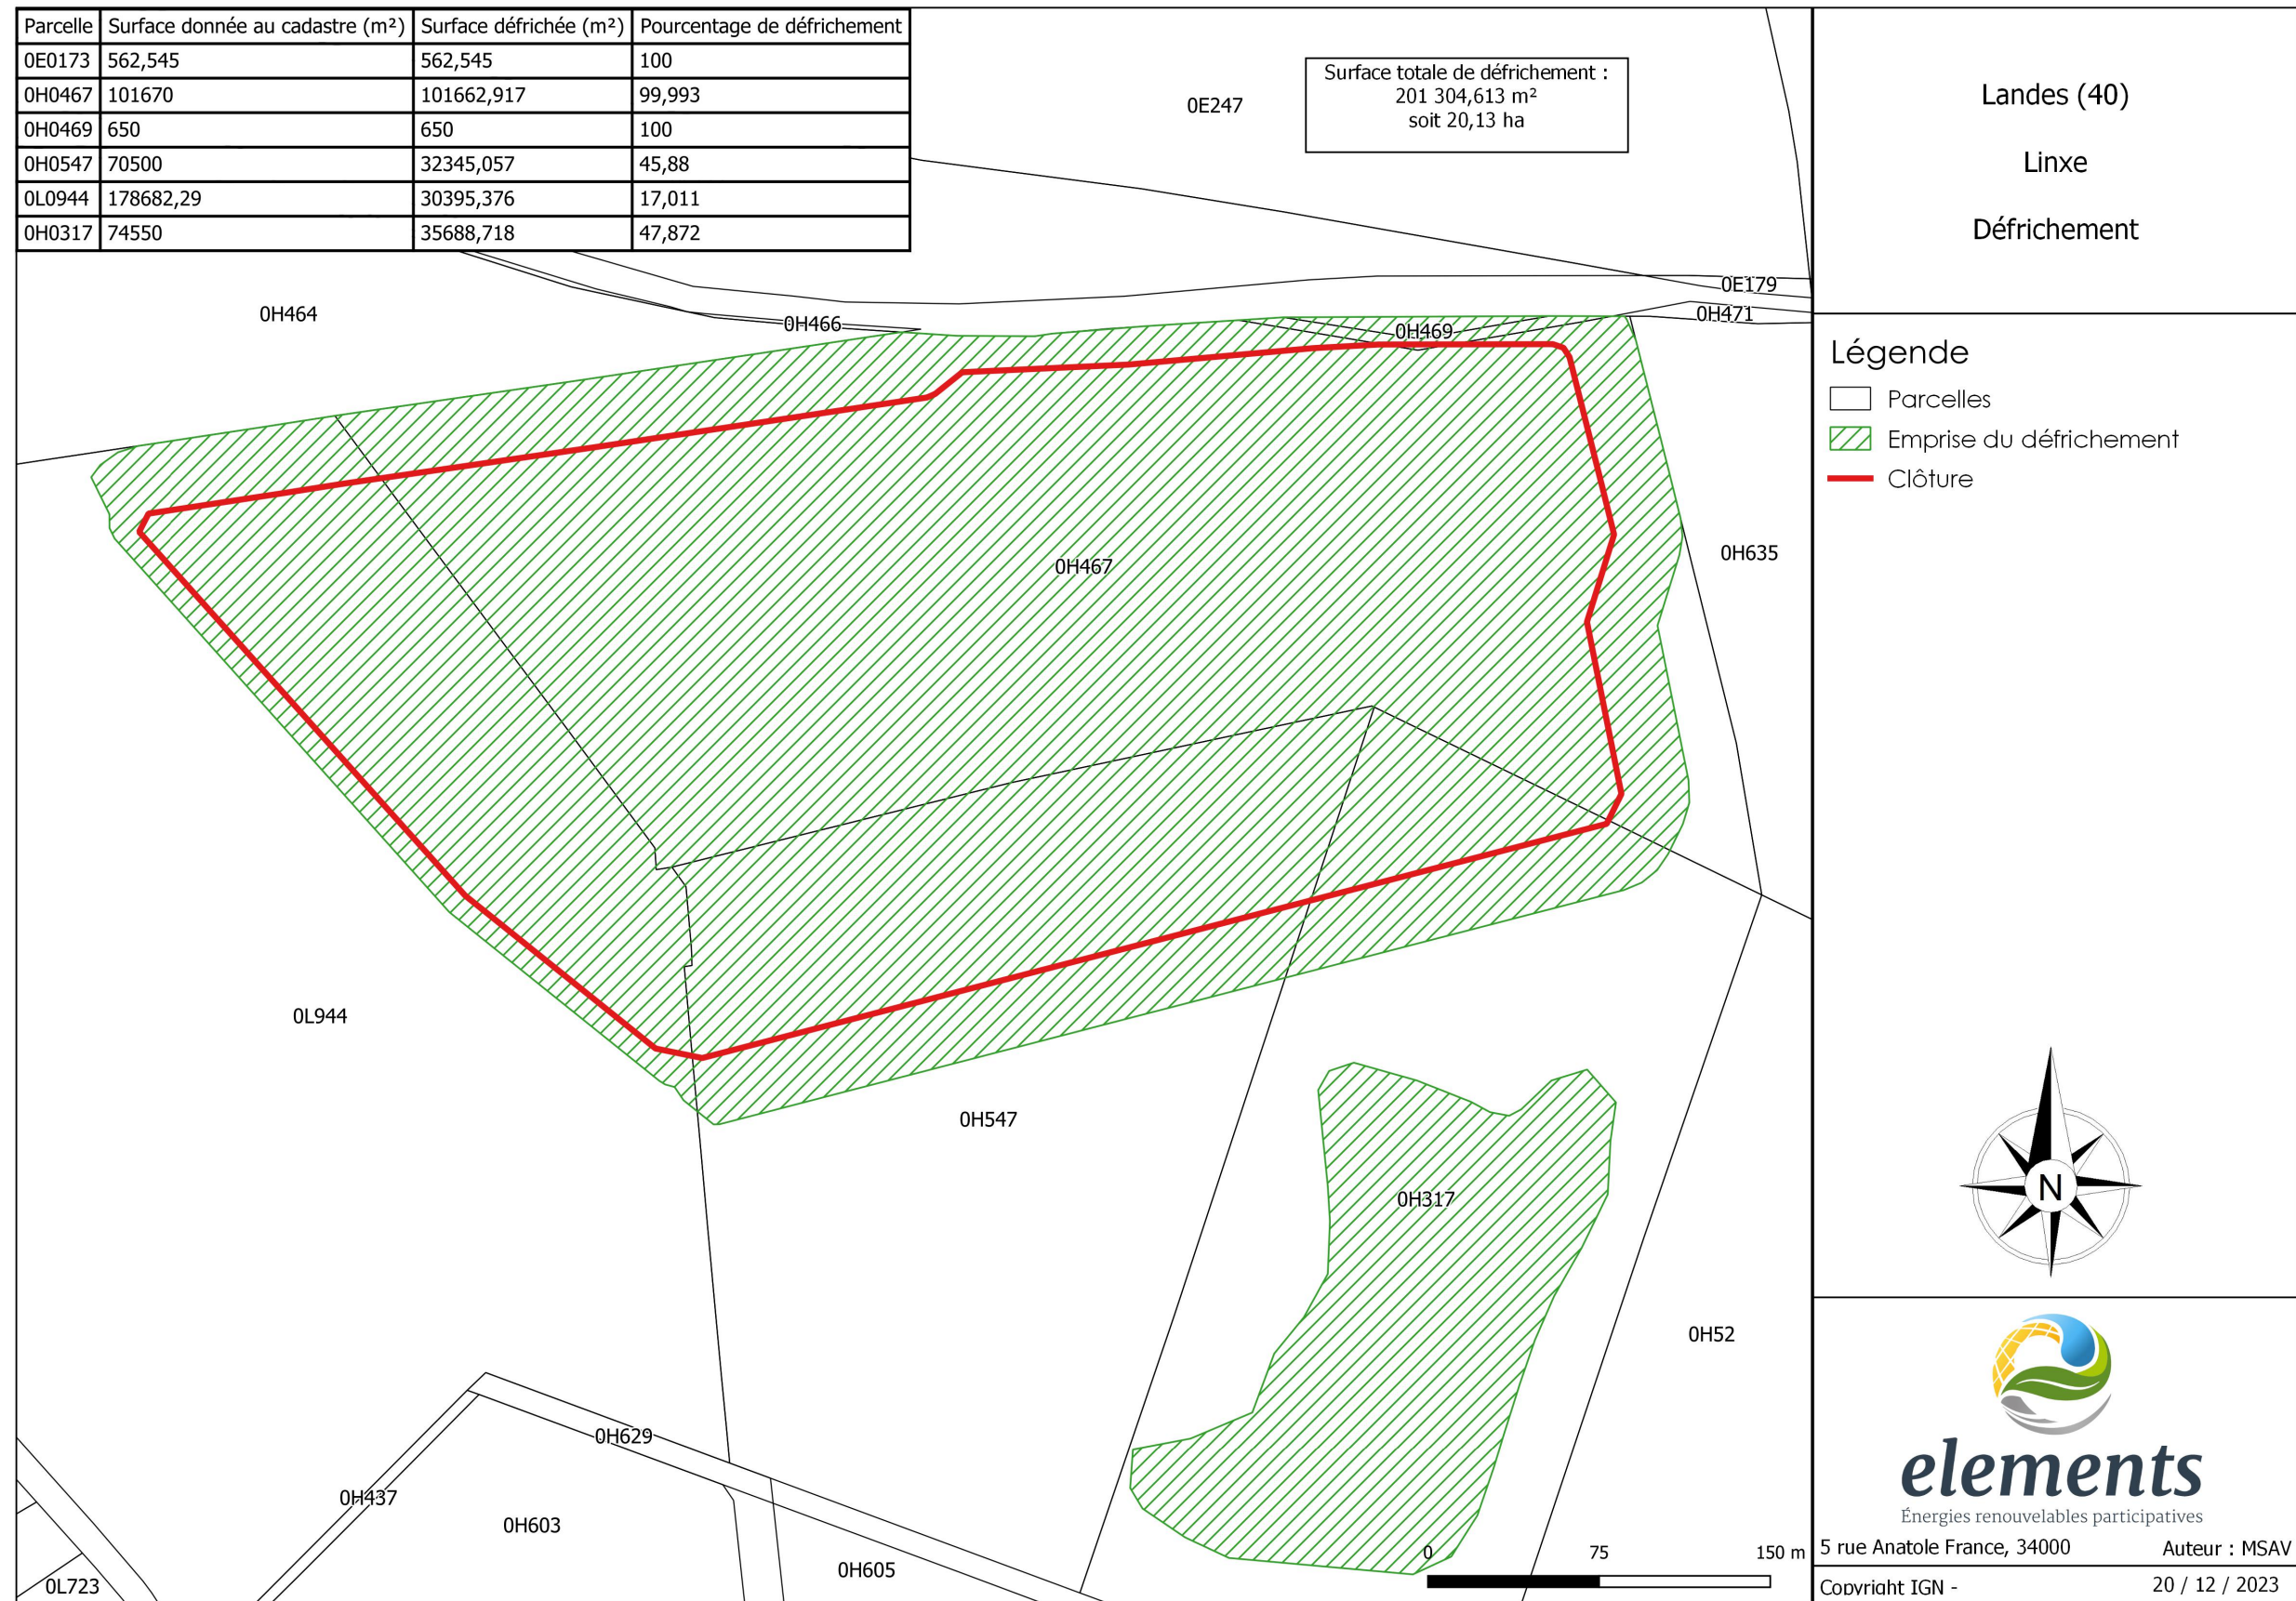 Parcelle Surface donnée au cadastre (m²) Surface défrichée (m²) Pourcentage de défrichement
0E0173 562,545 562,545 100
0H0467 101670 101662,917 99,993
0H0469 650 650 100
0H0547 70500 32345,057 45,88
0L0944 178682,29 30395,376 17,011
0H0317 74550 35688,718 47,872
Surface totale de défrichement :
201 304,613 m²
soit 20,13 ha
0E247
0E179
0H471
0H464
0H466
0H469
0H467
0H635
0L944
0H547
0H317
0H52
0H629
0H437
0H603
0H605
0L723
0 75 150 m
Landes (40)
Linxe
Défrichement
Légende
Parcelles
Emprise du défrichement
Clôture
N
elements
Énergies renouvelables participatives
5 rue Anatole France, 34000 Auteur : MSAV
Copyright IGN - 20 / 12 / 2023